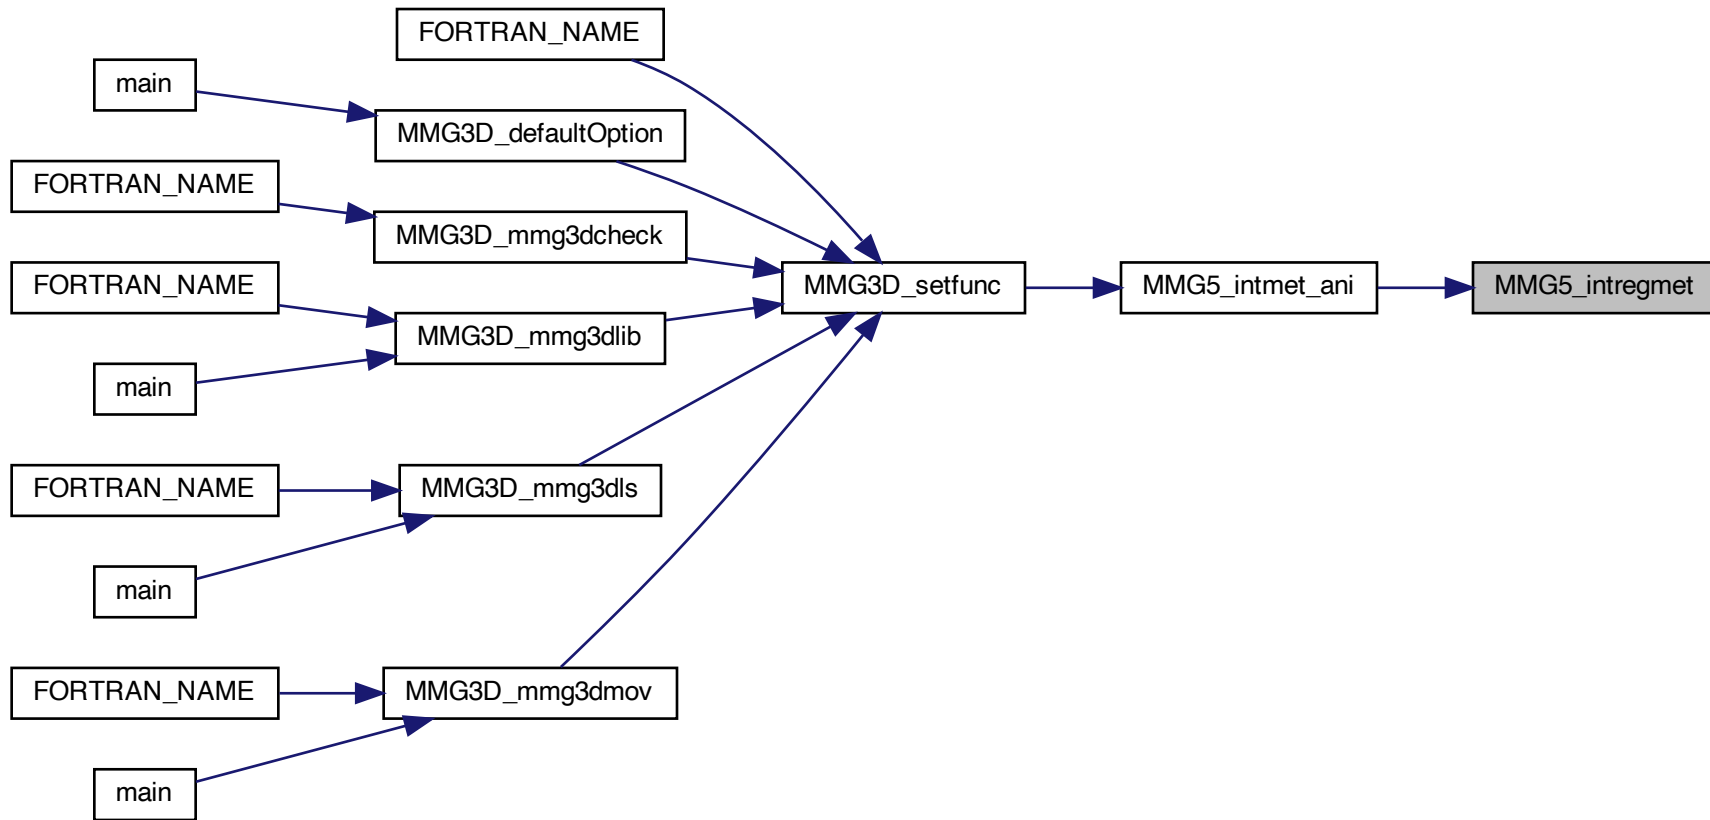 FORTRAN_NAME
main
MMG3D_defaultOption
FORTRAN_NAME
MMG3D_mmg3dcheck
FORTRAN_NAME
MMG3D_setfunc
MMG5_intmet_ani
MMG5_intregmet
MMG3D_mmg3dlib
main
FORTRAN_NAME
MMG3D_mmg3dls
main
FORTRAN_NAME
MMG3D_mmg3dmov
main